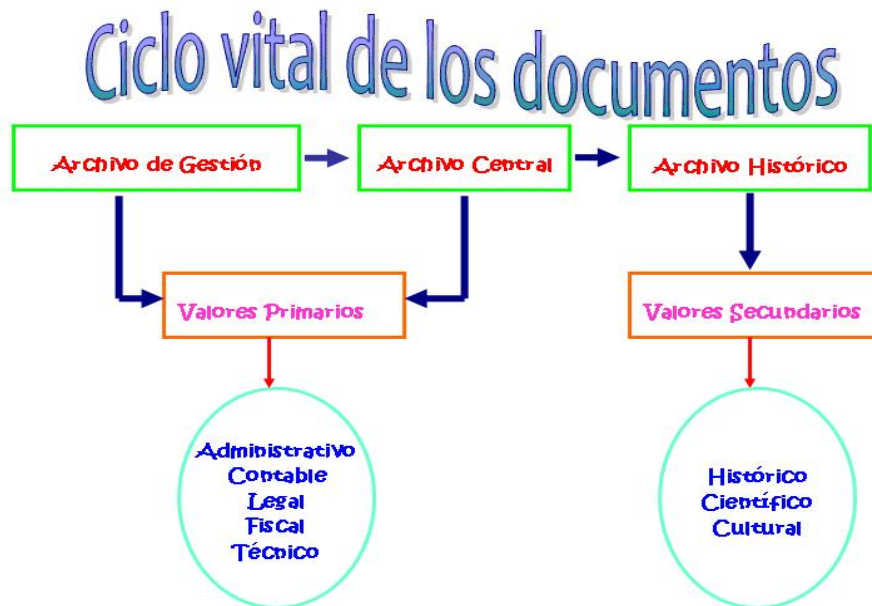 Ciclo vital de los documentos
Archivo de Gestión
Archivo Central
Archivo Histórico
Valores Primarios
Valores Secundarios
Administrativo
Contable
Legal
Fiscal
Técnico
Histórico
Científico
Cultural